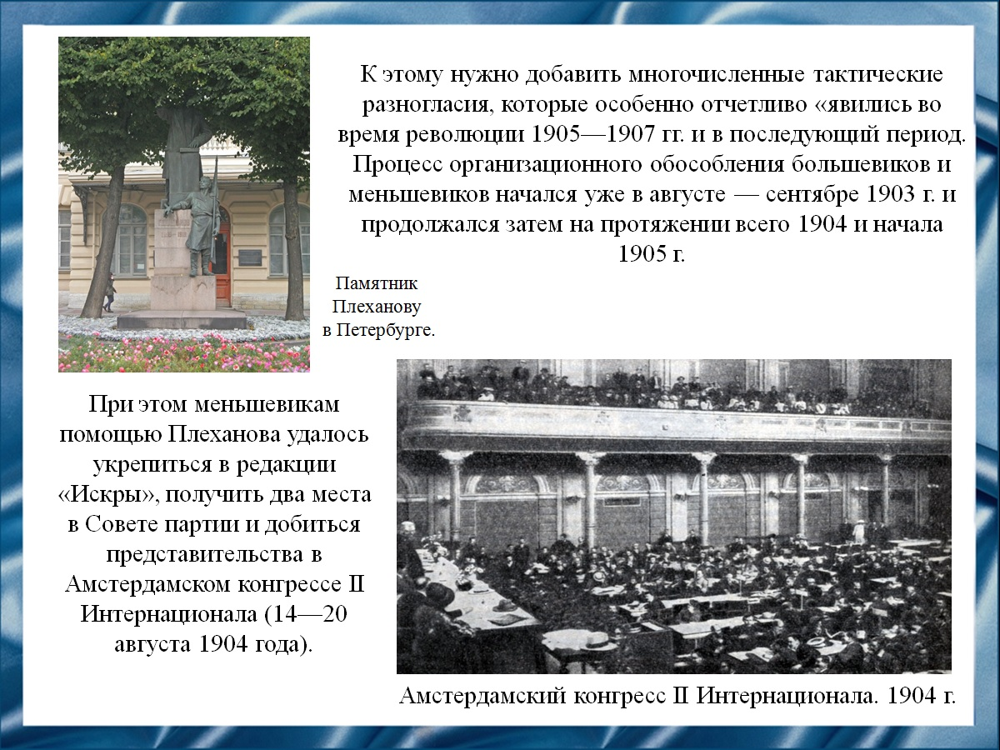 К этому нужно добавить многочисленные тактические
разногласия, которые особенно отчетливо «явились во
время революции 1905—1907 гг. и в последующий период.
Процесс организационного обособления большевиков и
меньшевиков начался уже в августе — сентябре 1903 г. и
продолжался затем на протяжении всего 1904 и начала
1905 г.
Памятник
Плеханову
в Петербурге.
При этом меньшевикам
помощью Плеханова удалось
укрепиться в редакции
«Искры», получить два места
в Совете партии и добиться
представительства в
Амстердамском конгрессе II
Интернационала (14—20
августа 1904 года).
Амстердамский конгресс II Интернационала. 1904 г.